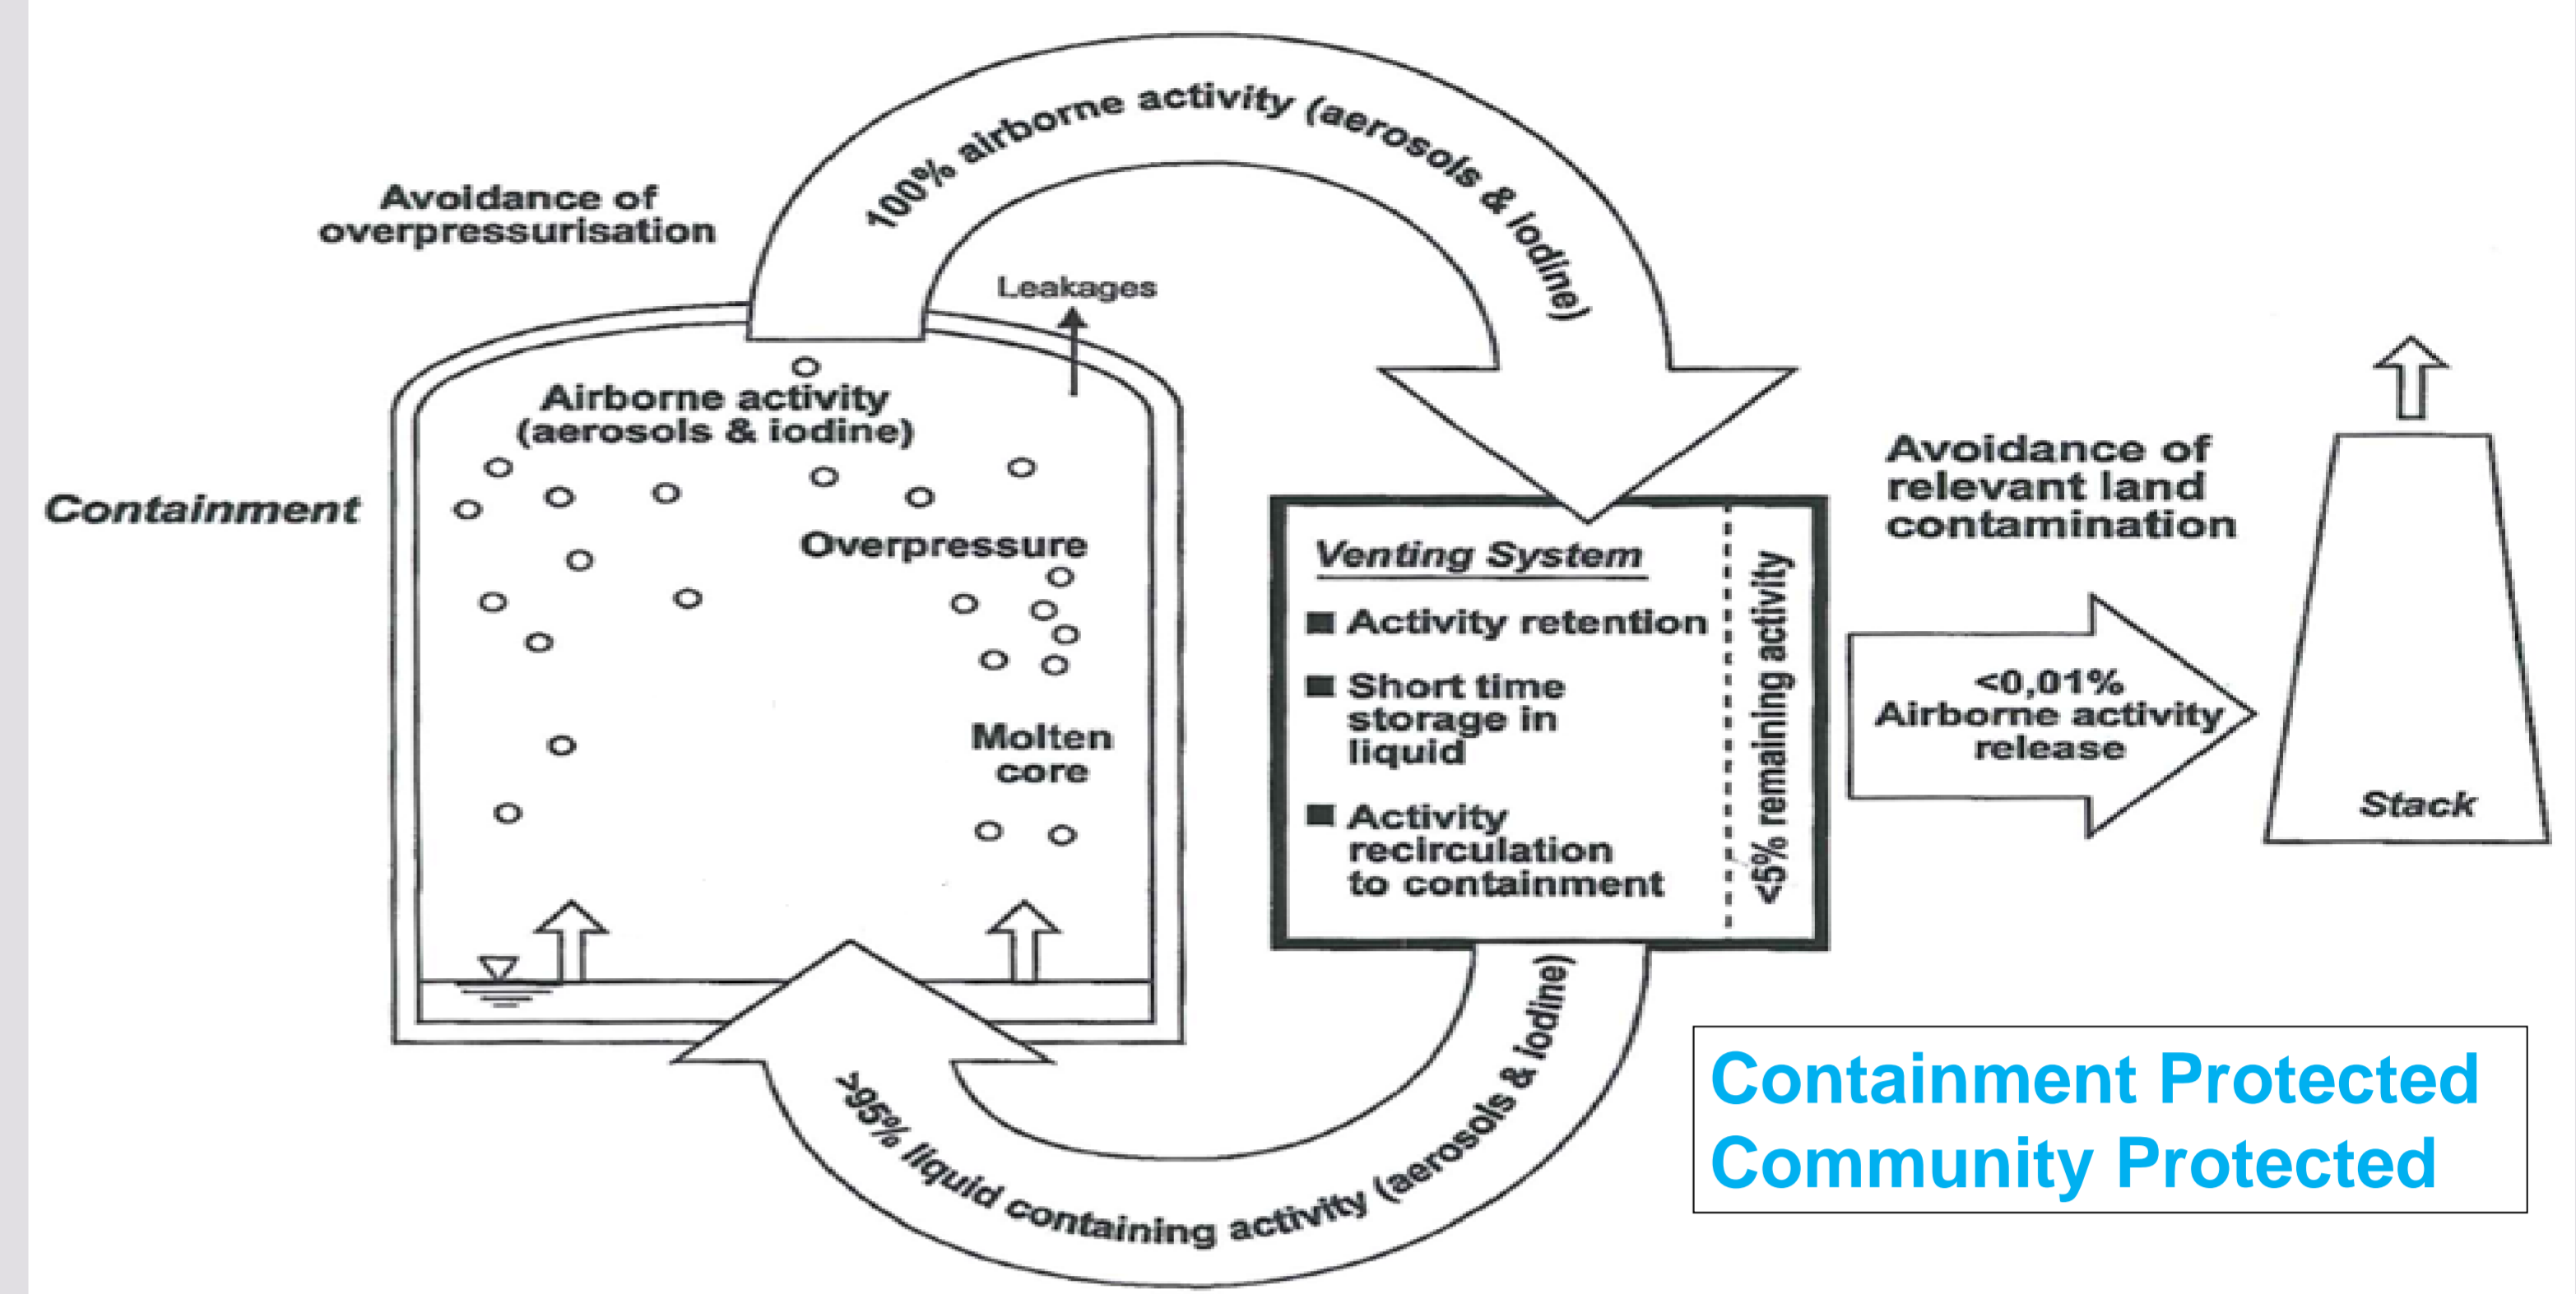 100% airborne activity (aerosols & iodine)
Avoidance of
overpressurisation
Leakages
Airborne activity
(aerosols & iodine)
Containment
Overpressure
Molten
core
Venting System
■ Activity retention
■ Short time
storage in
liquid
■ Activity
recirculation
to containment
<5% remaining activity
Avoidance of
relevant land
contamination
<0,01%
Airborne activity
release
Stack
>95% liquid containing activity (aerosols & iodine)
Containment Protected
Community Protected